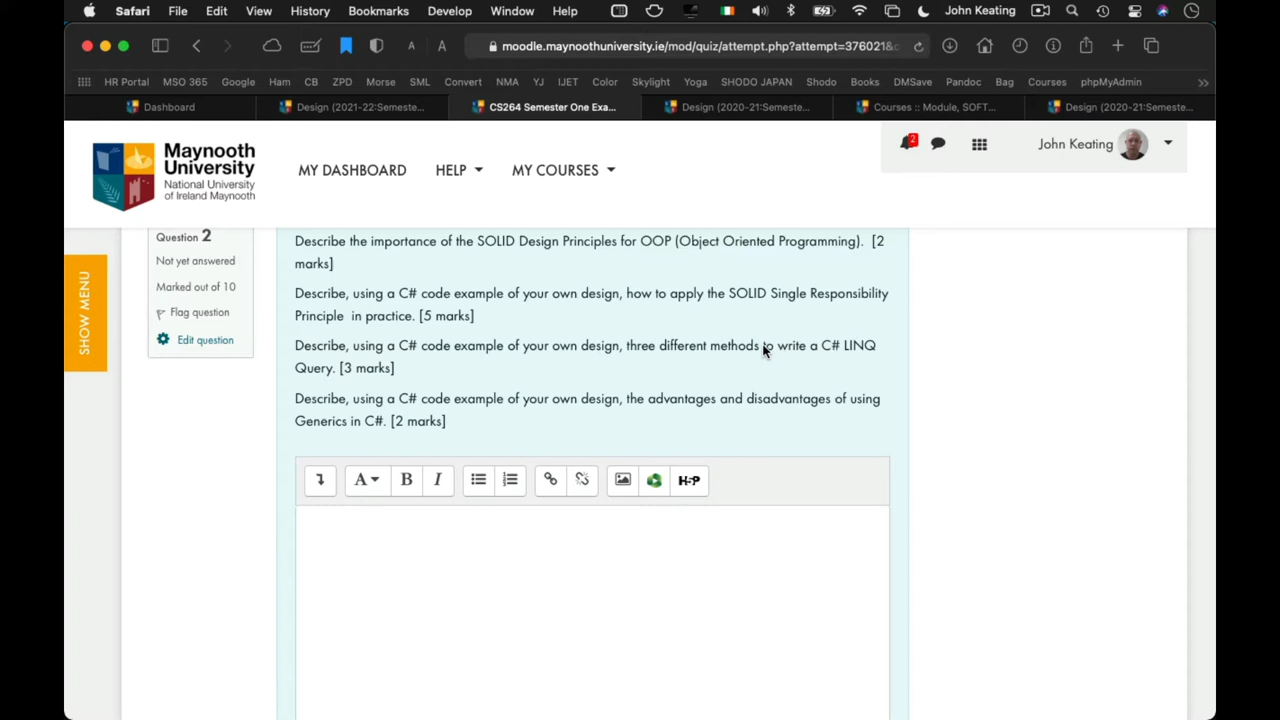 Safari File Edit View History Bookmarks Develop Window Help John Keating
A A moodle.maynoothuniversity.ie/mod/quiz/attempt.php?attempt=376021&c
HR Portal MSO 365 Google Ham CB ZPD Morse SML Convert NMA YJ IJET Color Skylight Yoga SHODO JAPAN Shodo Books DMSave Pandoc Bag Courses phpMyAdmin »
Dashboard Design (2021-22:Semeste... CS264 Semester One Exa... Design (2020-21:Semeste... Courses :: Module, SOFT... Design (2020-21:Semeste...
Maynooth
University
National University
of Ireland Maynooth
MY DASHBOARD HELP MY COURSES
2
John Keating
SHOW MENU
Question 2
Not yet answered
Marked out of 10
Flag question
Edit question
Describe the importance of the SOLID Design Principles for OOP (Object Oriented Programming). [2
marks]
Describe, using a C# code example of your own design, how to apply the SOLID Single Responsibility
Principle in practice. [5 marks]
Describe, using a C# code example of your own design, three different methods to write a C# LINQ
Query. [3 marks]
Describe, using a C# code example of your own design, the advantages and disadvantages of using
Generics in C#. [2 marks]
A B I H-P